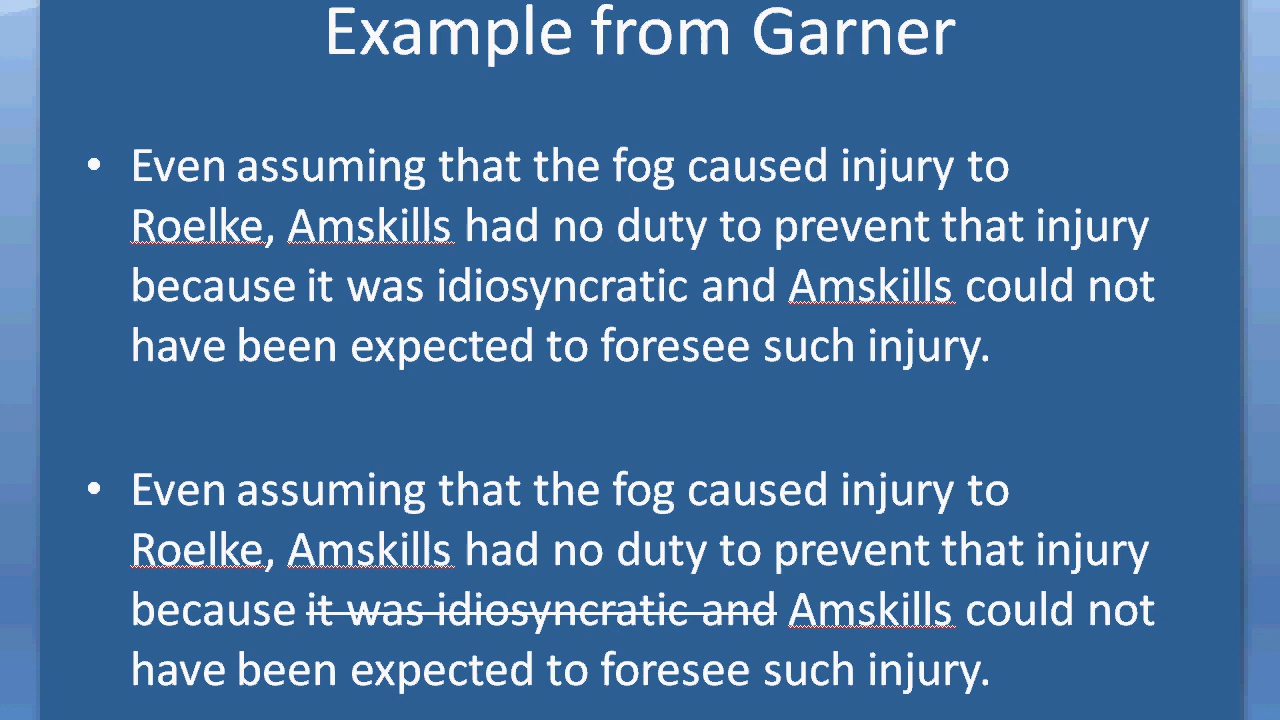 Example from Garner
• Even assuming that the fog caused injury to
Roelke, Amskills had no duty to prevent that injury
because it was idiosyncratic and Amskills could not
have been expected to foresee such injury.
• Even assuming that the fog caused injury to
Roelke, Amskills had no duty to prevent that injury
because it was idiosyncratic and Amskills could not
have been expected to foresee such injury.